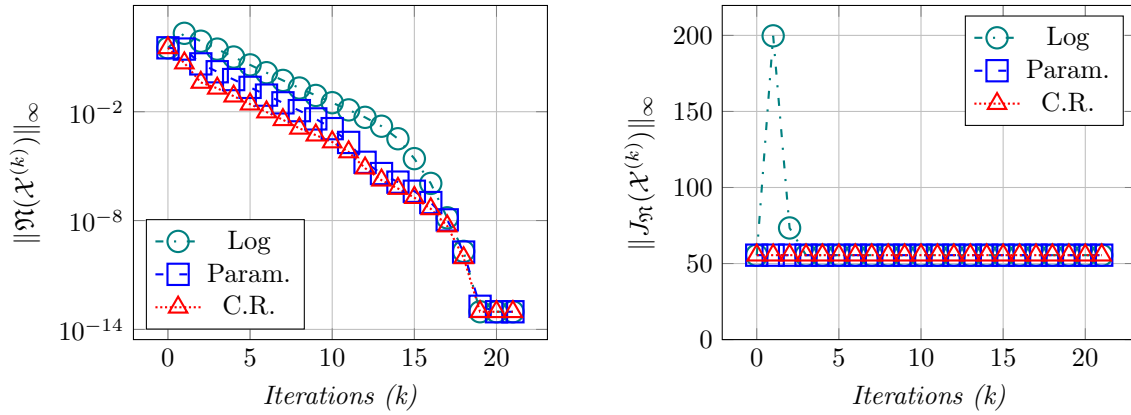 10^{−2}
10^{−8}
10^{−14}
‖𝔑(𝒳^{(k)})‖_∞
Log
Param.
C.R.
0 5 10 15 20
Iterations (k)
200
150
100
50
0
‖J_𝔑(𝒳^{(k)})‖_∞
Log
Param.
C.R.
0 5 10 15 20
Iterations (k)